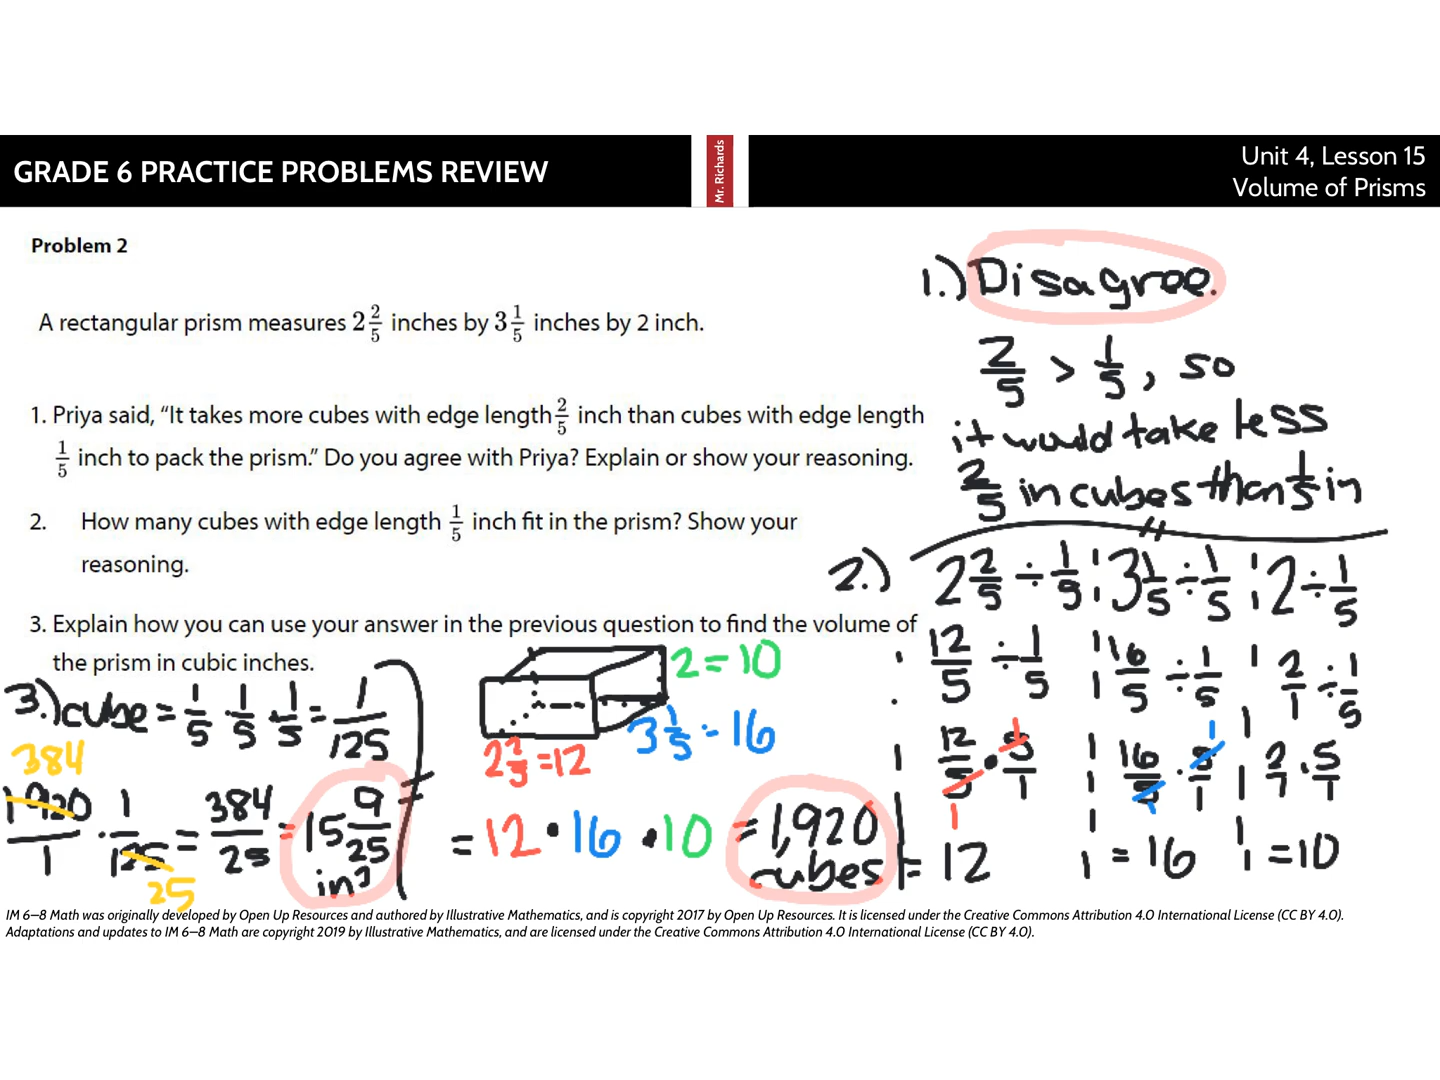 GRADE 6 PRACTICE PROBLEMS REVIEW
Mr. Richards
Unit 4, Lesson 15
Volume of Prisms
Problem 2
A rectangular prism measures 2 2/5 inches by 3 1/5 inches by 2 inch.
1. Priya said, “It takes more cubes with edge length 2/5 inch than cubes with edge length
1/5 inch to pack the prism.” Do you agree with Priya? Explain or show your reasoning.
2. How many cubes with edge length 1/5 inch fit in the prism? Show your
reasoning.
3. Explain how you can use your answer in the previous question to find the volume of
the prism in cubic inches.
1.) Disagree.
2/5 > 1/5, so
it would take less
2/5 in cubes than 1/5 in
2.) 2 2/5 ÷ 1/5 3 1/5 ÷ 1/5 2 ÷ 1/5
12/5 ÷ 1/5 16/5 ÷ 1/5 2/1 ÷ 1/5
12/5 • 5/1 16/5 · 5/1 2/1 · 5/1
1 1 1 1
= 12 = 16 = 10
2 = 10
3 1/5 = 16
2 2/5 = 12
= 12 • 16 • 10 = 1,920
cubes
3.) cube = 1/5 · 1/5 · 1/5 = 1/125
384
1920/1 · 1/125 = 384/25 = 15 9/25
25
in³
IM 6–8 Math was originally developed by Open Up Resources and authored by Illustrative Mathematics, and is copyright 2017 by Open Up Resources. It is licensed under the Creative Commons Attribution 4.0 International License (CC BY 4.0).
Adaptations and updates to IM 6–8 Math are copyright 2019 by Illustrative Mathematics, and are licensed under the Creative Commons Attribution 4.0 International License (CC BY 4.0).